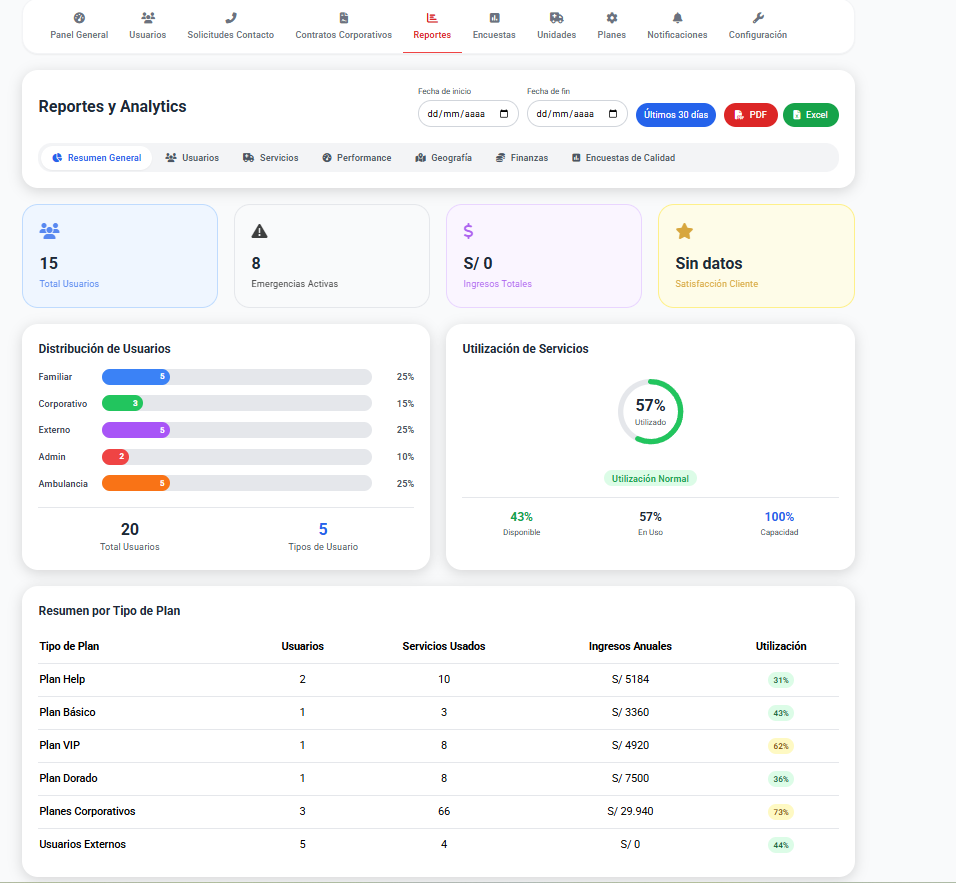 Panel General Usuarios Solicitudes Contacto Contratos Corporativos Reportes Encuestas Unidades Planes Notificaciones Configuración
Reportes y Analytics
Fecha de inicio Fecha de fin
dd/mm/aaaa dd/mm/aaaa Últimos 30 días PDF Excel
Resumen General Usuarios Servicios Performance Geografía Finanzas Encuestas de Calidad
15
Total Usuarios
8
Emergencias Activas
S/ 0
Ingresos Totales
Sin datos
Satisfacción Cliente
Distribución de Usuarios
Familiar 5 25%
Corporativo 3 15%
Externo 5 25%
Admin 2 10%
Ambulancia 5 25%
20 5
Total Usuarios Tipos de Usuario
Utilización de Servicios
57%
Utilizado
Utilización Normal
43% 57% 100%
Disponible En Uso Capacidad
Resumen por Tipo de Plan
Tipo de Plan Usuarios Servicios Usados Ingresos Anuales Utilización
Plan Help 2 10 S/ 5184 31%
Plan Básico 1 3 S/ 3360 43%
Plan VIP 1 8 S/ 4920 62%
Plan Dorado 1 8 S/ 7500 36%
Planes Corporativos 3 66 S/ 29.940 73%
Usuarios Externos 5 4 S/ 0 44%